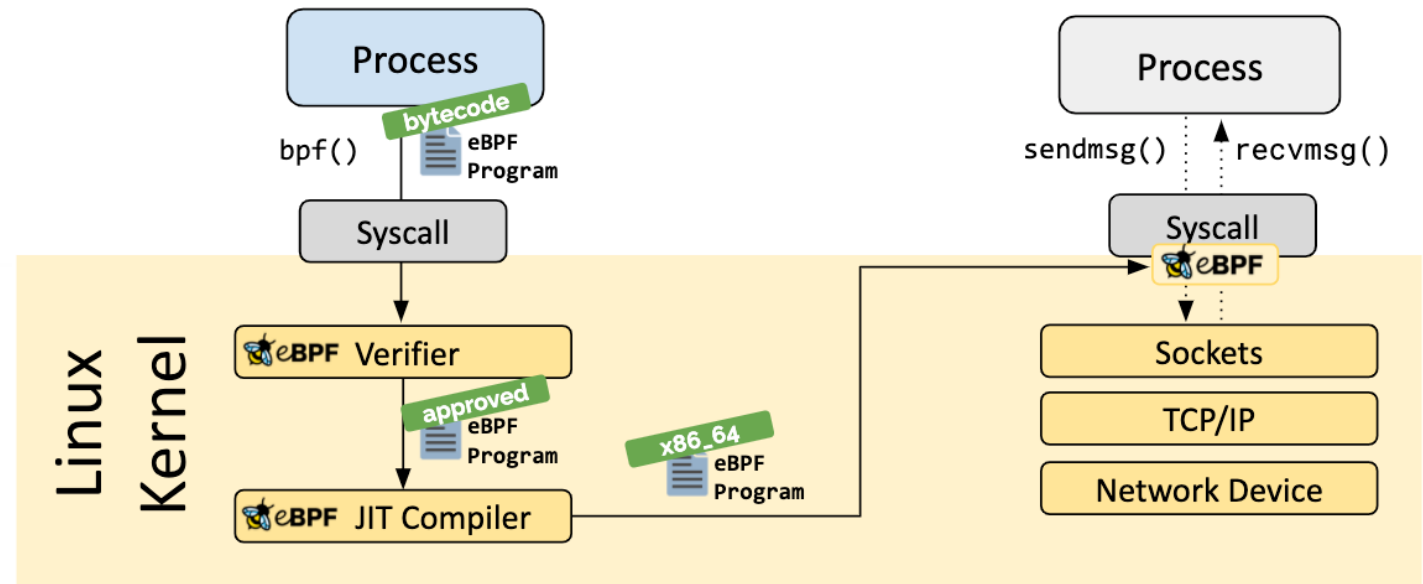 Process
bytecode
bpf()
eBPF
Program
Syscall
Process
sendmsg()
recvmsg()
Syscall
eBPF
Linux
Kernel
eBPF Verifier
approved
eBPF
Program
eBPF JIT Compiler
x86_64
eBPF
Program
Sockets
TCP/IP
Network Device